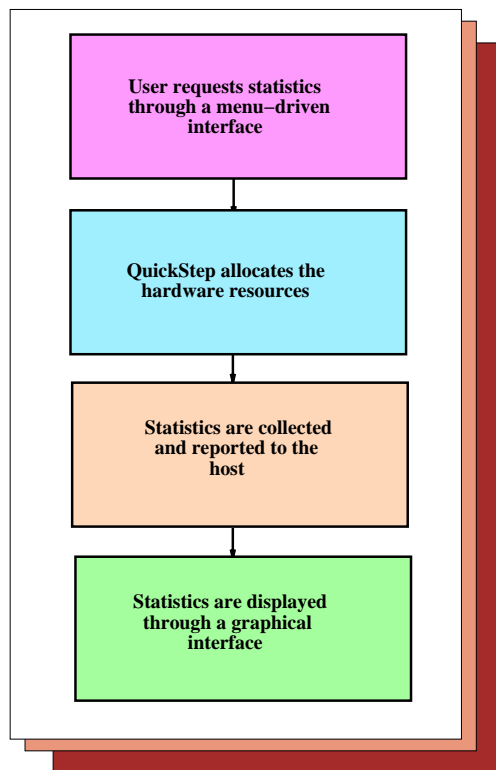 User requests statistics
through a menu−driven
interface
QuickStep allocates the
hardware resources
Statistics are collected
and reported to the
host
Statistics are displayed
through a graphical
interface